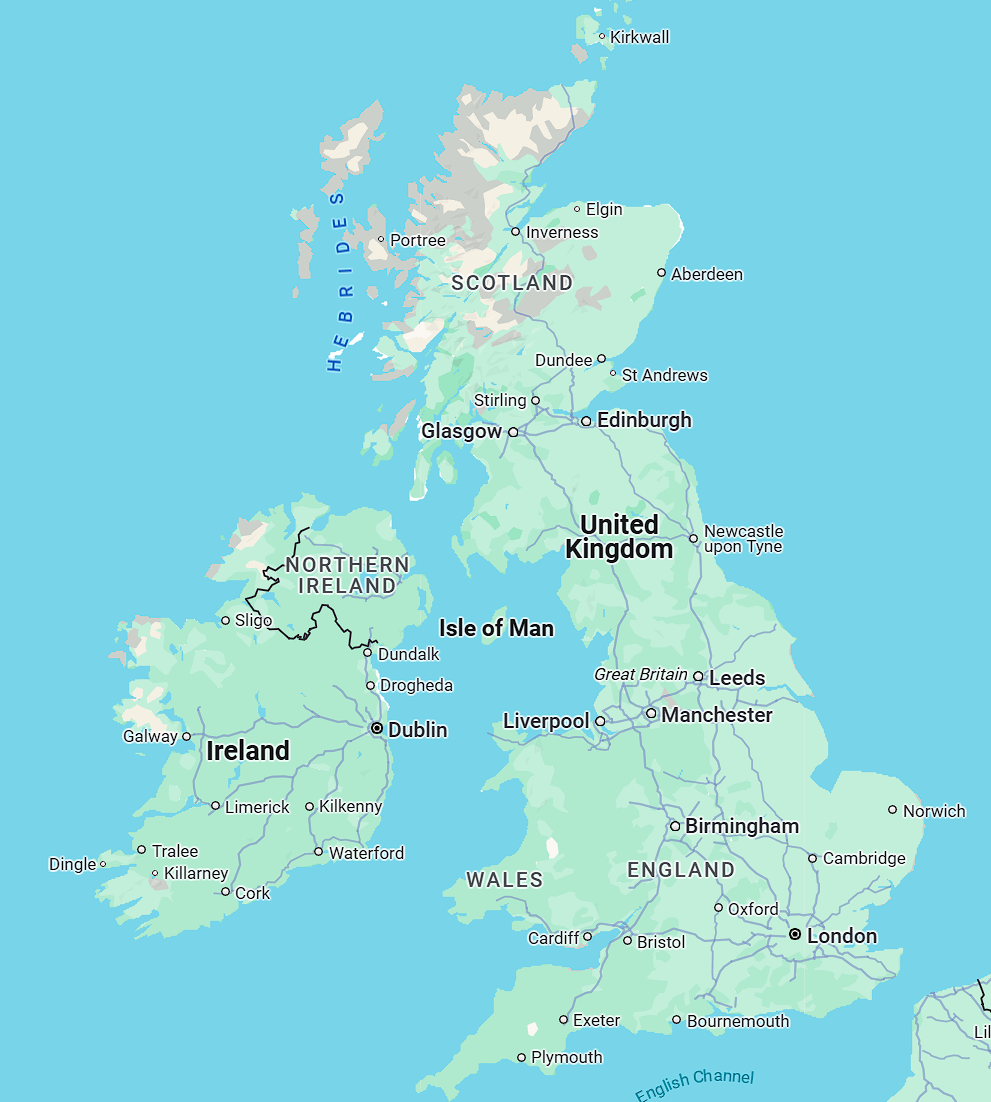 Kirkwall
HEBRIDES
Elgin
Inverness
Portree
Aberdeen
SCOTLAND
Dundee
St Andrews
Stirling
Edinburgh
Glasgow
United
Kingdom
Newcastle
upon Tyne
NORTHERN
IRELAND
Sligo
Isle of Man
Dundalk
Great Britain
Leeds
Drogheda
Liverpool
Manchester
Dublin
Galway
Ireland
Limerick
Kilkenny
Norwich
Birmingham
Tralee
Waterford
Cambridge
Dingle
Killarney
WALES
ENGLAND
Cork
Oxford
Cardiff
Bristol
London
Exeter
Bournemouth
Lil
Plymouth
English Channel